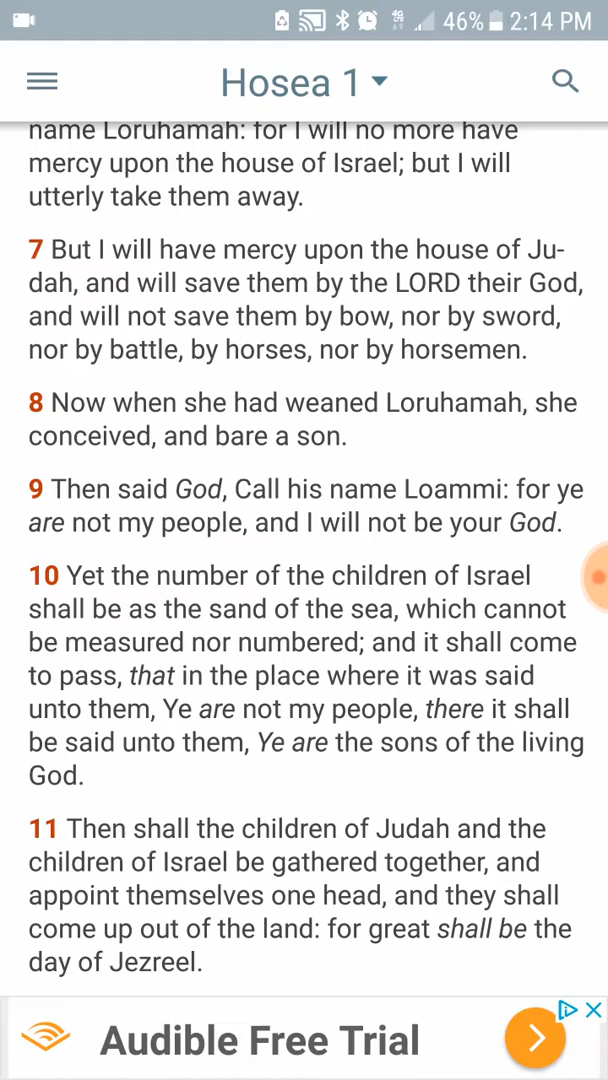 46% 2:14 PM
Hosea 1
name Loruhamah: for I will no more have
mercy upon the house of Israel; but I will
utterly take them away.
7 But I will have mercy upon the house of Ju-
dah, and will save them by the LORD their God,
and will not save them by bow, nor by sword,
nor by battle, by horses, nor by horsemen.
8 Now when she had weaned Loruhamah, she
conceived, and bare a son.
9 Then said God, Call his name Loammi: for ye
are not my people, and I will not be your God.
10 Yet the number of the children of Israel
shall be as the sand of the sea, which cannot
be measured nor numbered; and it shall come
to pass, that in the place where it was said
unto them, Ye are not my people, there it shall
be said unto them, Ye are the sons of the living
God.
11 Then shall the children of Judah and the
children of Israel be gathered together, and
appoint themselves one head, and they shall
come up out of the land: for great shall be the
day of Jezreel.
Audible Free Trial